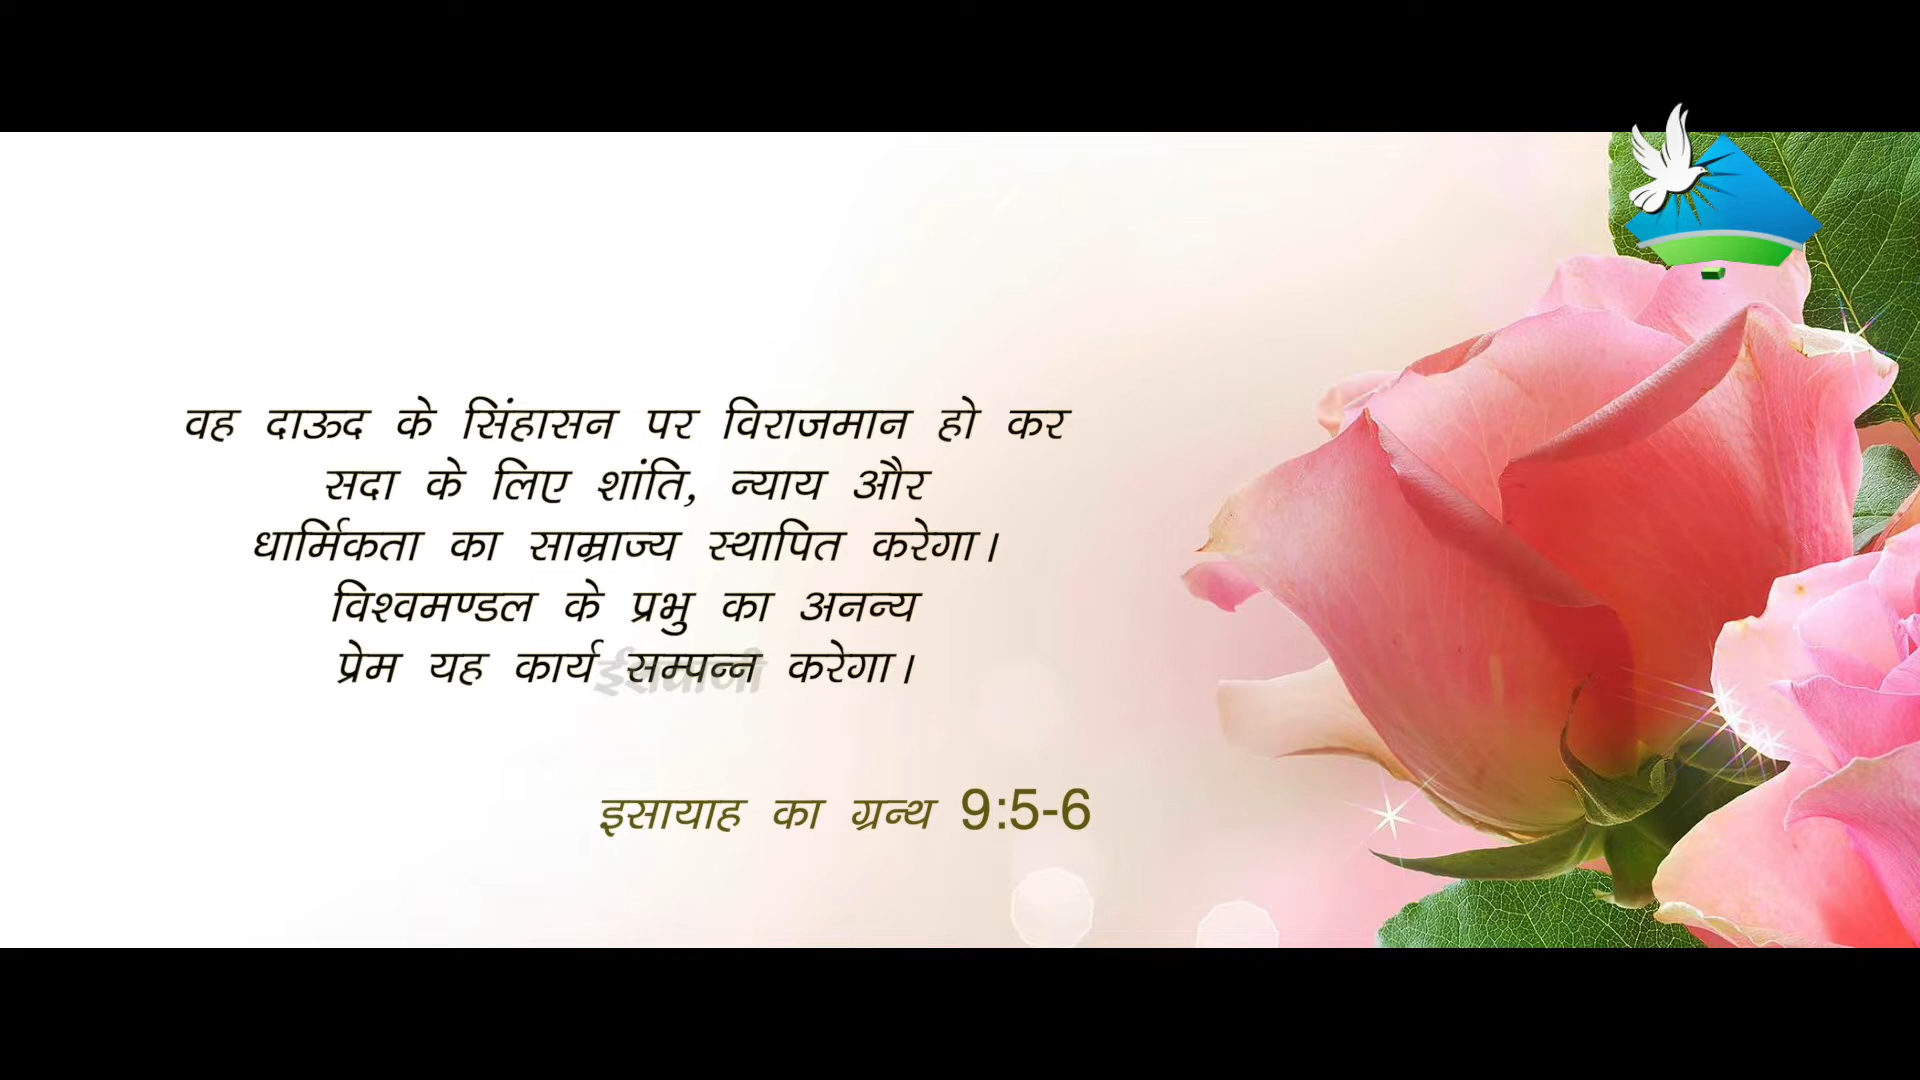 वह दाऊद के सिंहासन पर विराजमान हो कर
सदा के लिए शांति, न्याय और
धार्मिकता का साम्राज्य स्थापित करेगा।
विश्वमण्डल के प्रभु का अनन्य
प्रेम यह कार्य सम्पन्न करेगा।
इसायाह का ग्रन्थ 9:5-6